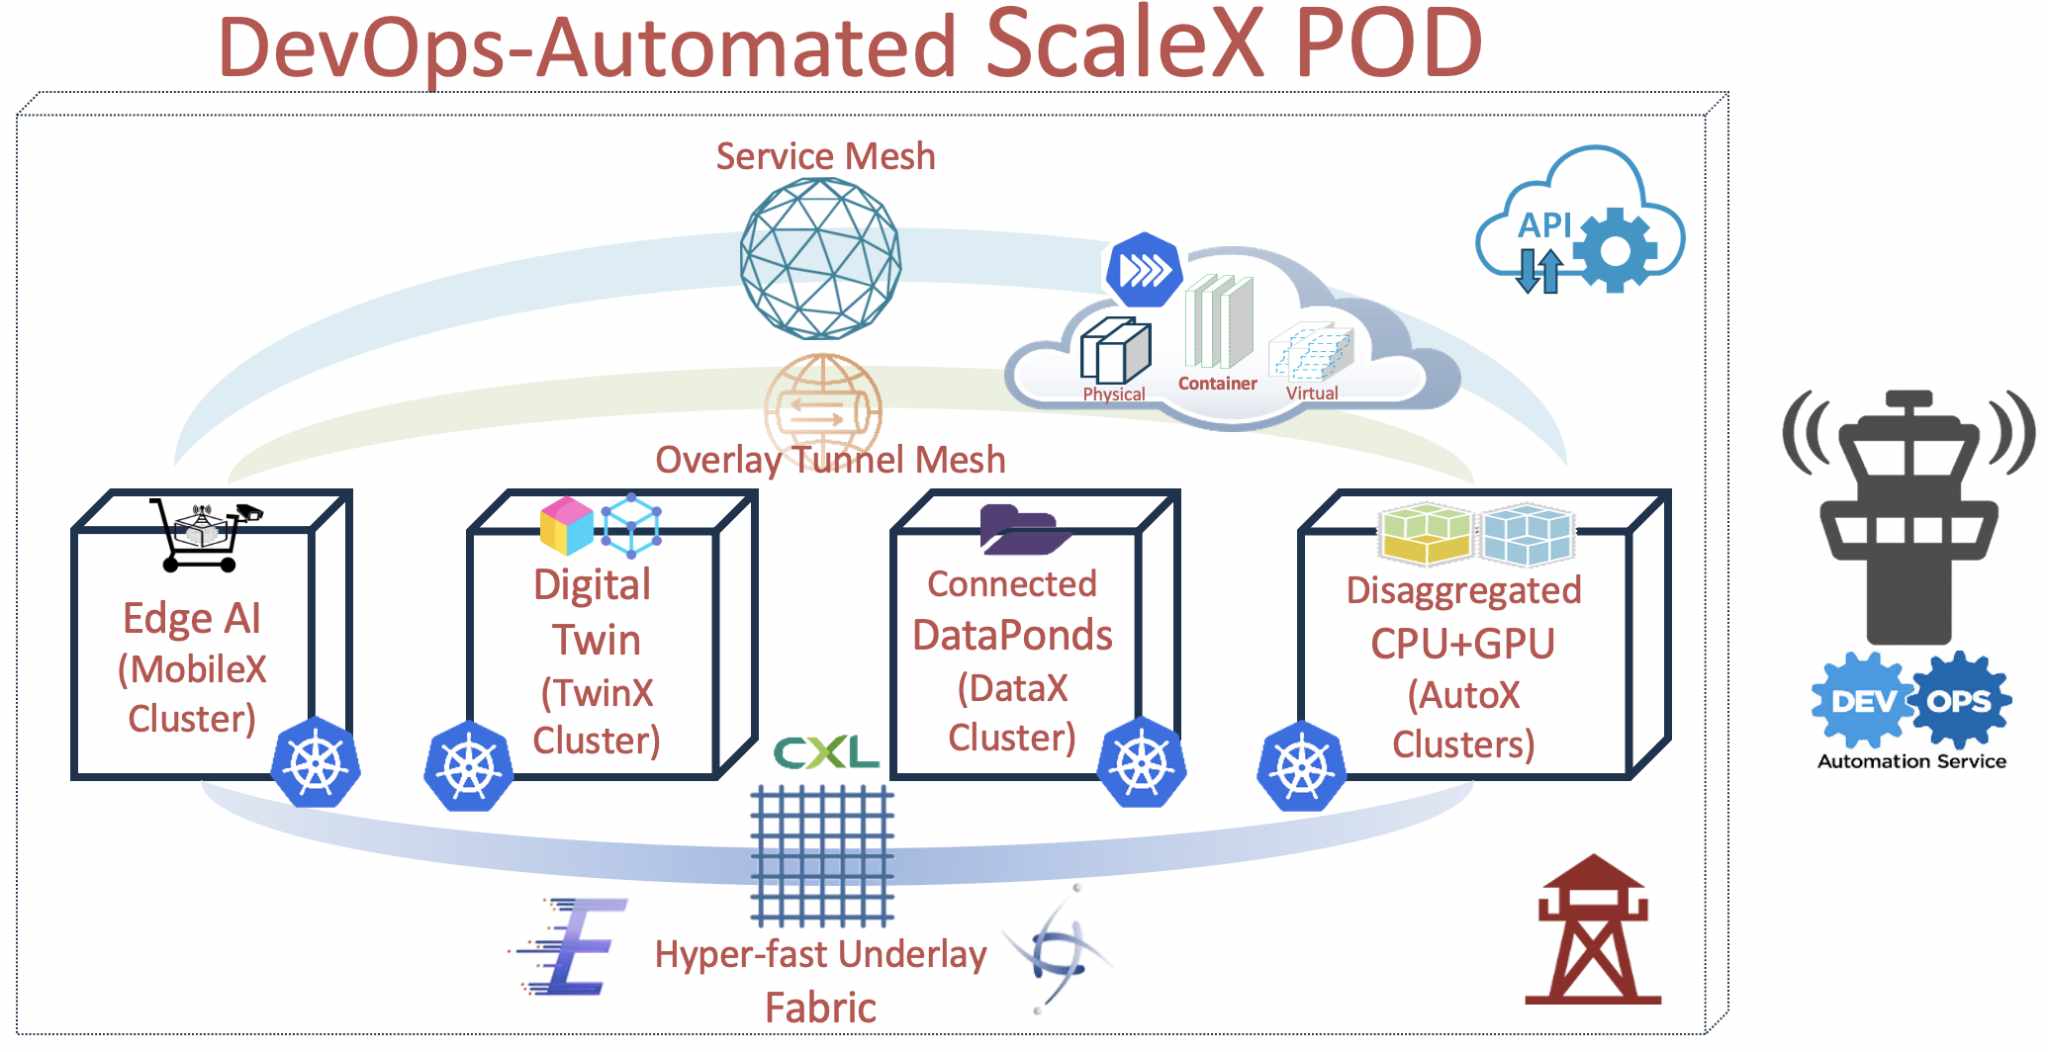 DevOps-Automated ScaleX POD
Service Mesh
API
Physical
Container
Virtual
Overlay Tunnel Mesh
Edge AI
(MobileX
Cluster)
Digital
Twin
(TwinX
Cluster)
Connected
DataPonds
(DataX
Cluster)
Disaggregated
CPU+GPU
(AutoX
Clusters)
CXL
Hyper-fast Underlay
Fabric
E
DEV OPS
Automation Service